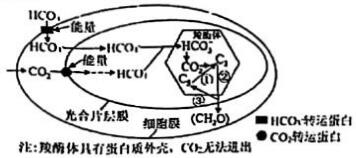 HCO₃⁻
能量
HCO₃⁻ HCO₃⁻ HCO₃⁻
羧酶体
能量
CO₂ HCO₃⁻ CO₂ C₃
C₅ ① ②
③
光合片层膜
细胞膜 (CH₂O)
■ HCO₃⁻转运蛋白
● CO₂转运蛋白
注:羧酶体具有蛋白质外壳,CO₂无法进出